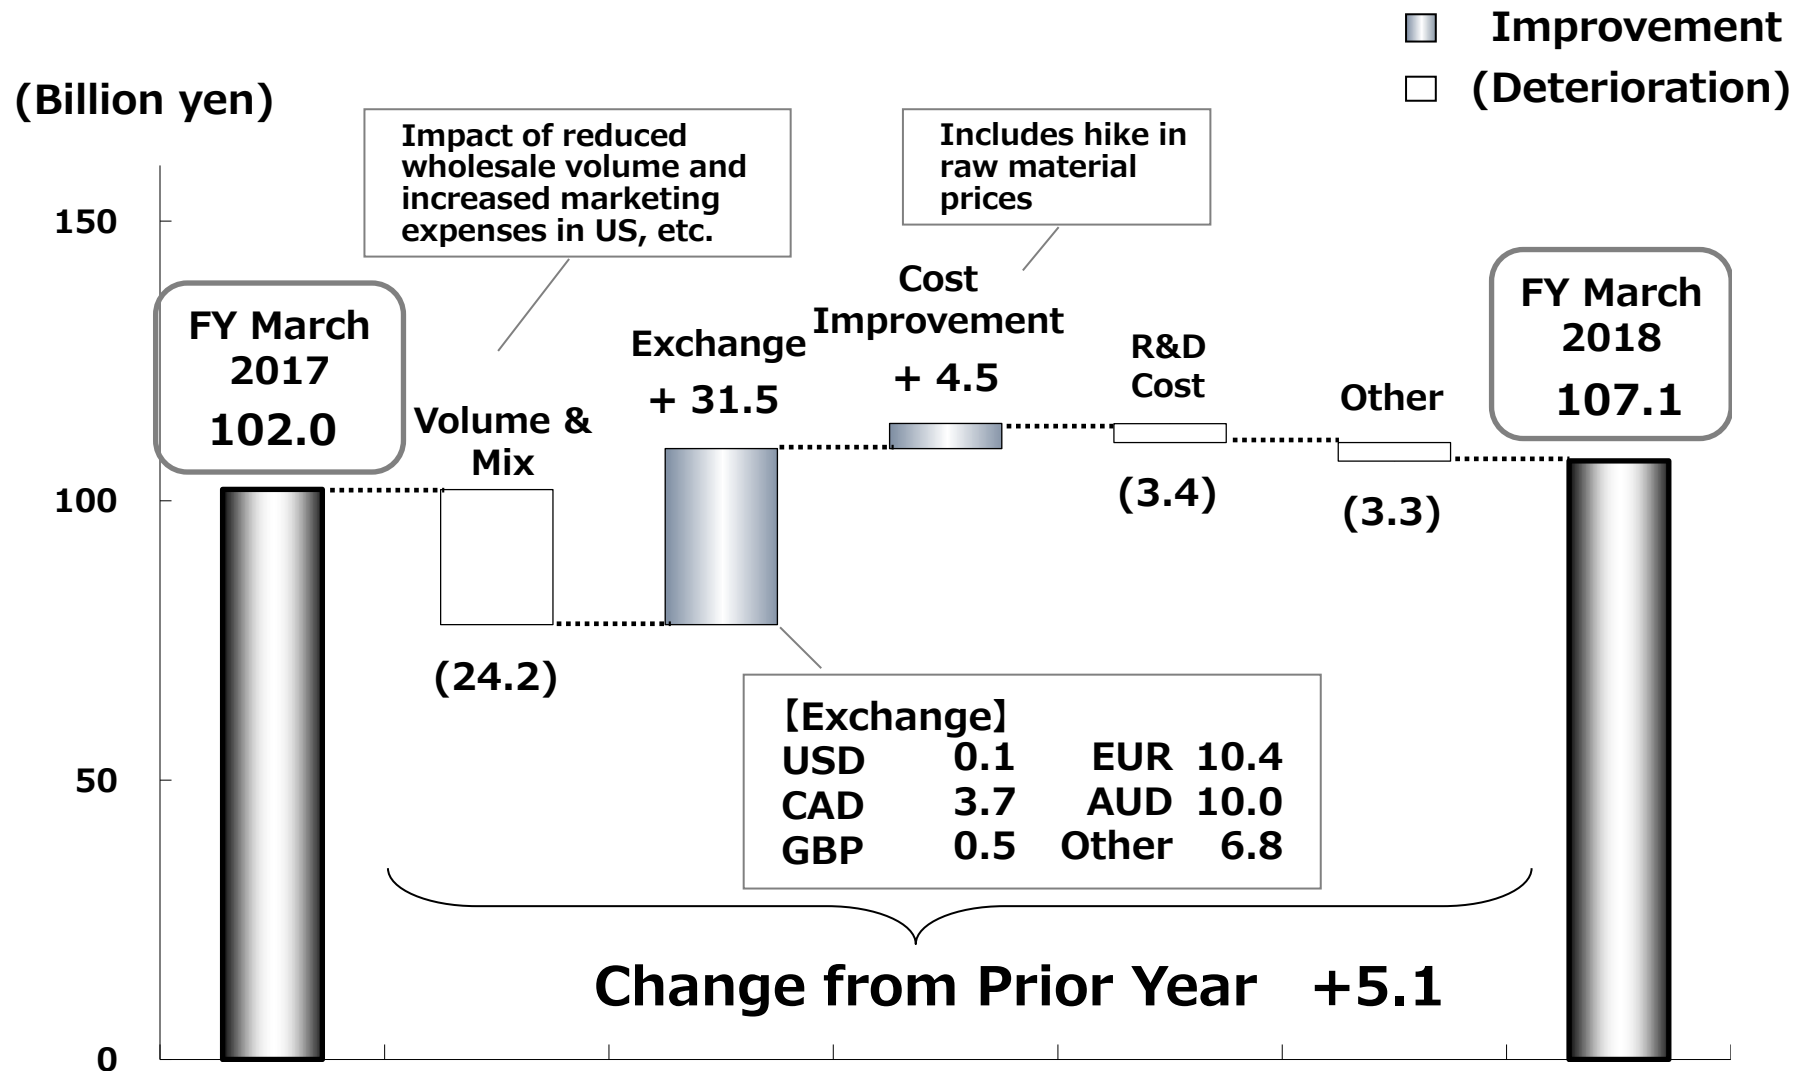 Improvement
(Deterioration)
(Billion yen)
Impact of reduced
wholesale volume and
increased marketing
expenses in US, etc.
Includes hike in
raw material
prices
150
100
50
0
FY March
2017
102.0
Volume &
Mix
(24.2)
Exchange
+ 31.5
Cost
Improvement
+ 4.5
R&D
Cost
(3.4)
Other
(3.3)
FY March
2018
107.1
【Exchange】
USD 0.1 EUR 10.4
CAD 3.7 AUD 10.0
GBP 0.5 Other 6.8
Change from Prior Year +5.1